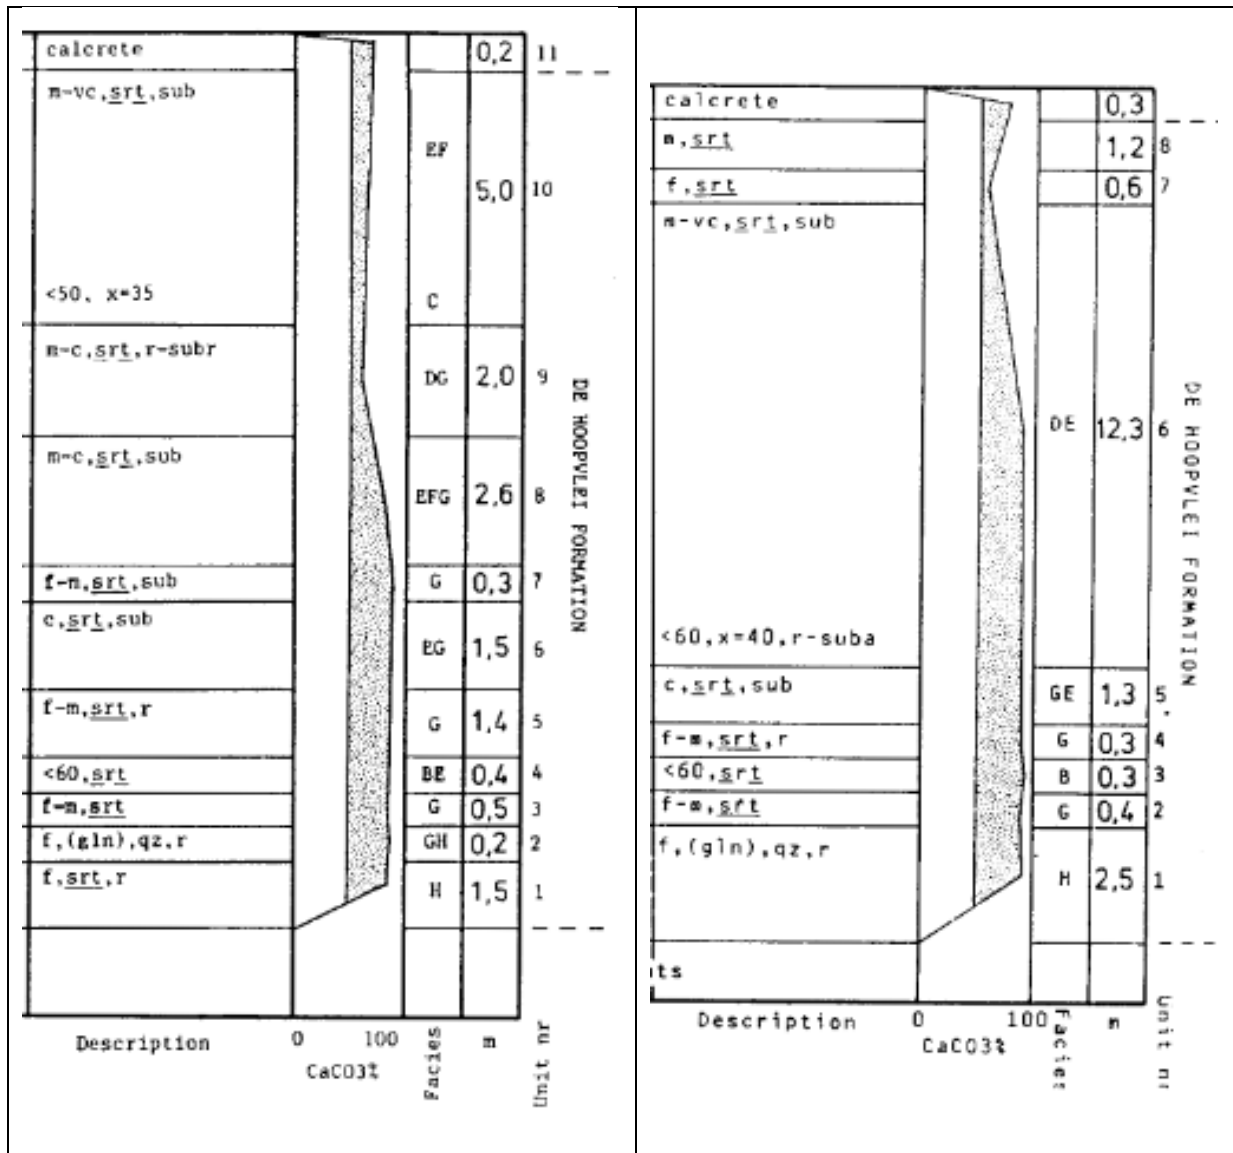 calcrete 0,2 11
m-vc,srt,sub EF 5,0 10
<50, x=35 C
m-c,srt,r-subr DG 2,0 9
m-c,srt,sub EFG 2,6 8
f-m,srt,sub G 0,3 7
c,srt,sub EG 1,5 6
f-m,srt,r G 1,4 5
<60,srt BE 0,4 4
f-m,srt G 0,5 3
f,(gln),qz,r GH 0,2 2
f,srt,r H 1,5 1
DE HOOPVLEI FORMATION
Description 0 100 Facies m Unit nr
CaCO3%
calcrete 0,3
m,srt 1,2 8
f,srt 0,6 7
m-vc,srt,sub DE 12,3 6
<60,x=40,r-suba
c,srt,sub GE 1,3 5
f-m,srt,r G 0,3 4
<60,srt B 0,3 3
f-m,srt G 0,4 2
f,(gln),qz,r H 2,5 1
DE HOOPVLEI FORMATION
ts
Description 0 100 Facies m Unit nr
CaCO3%